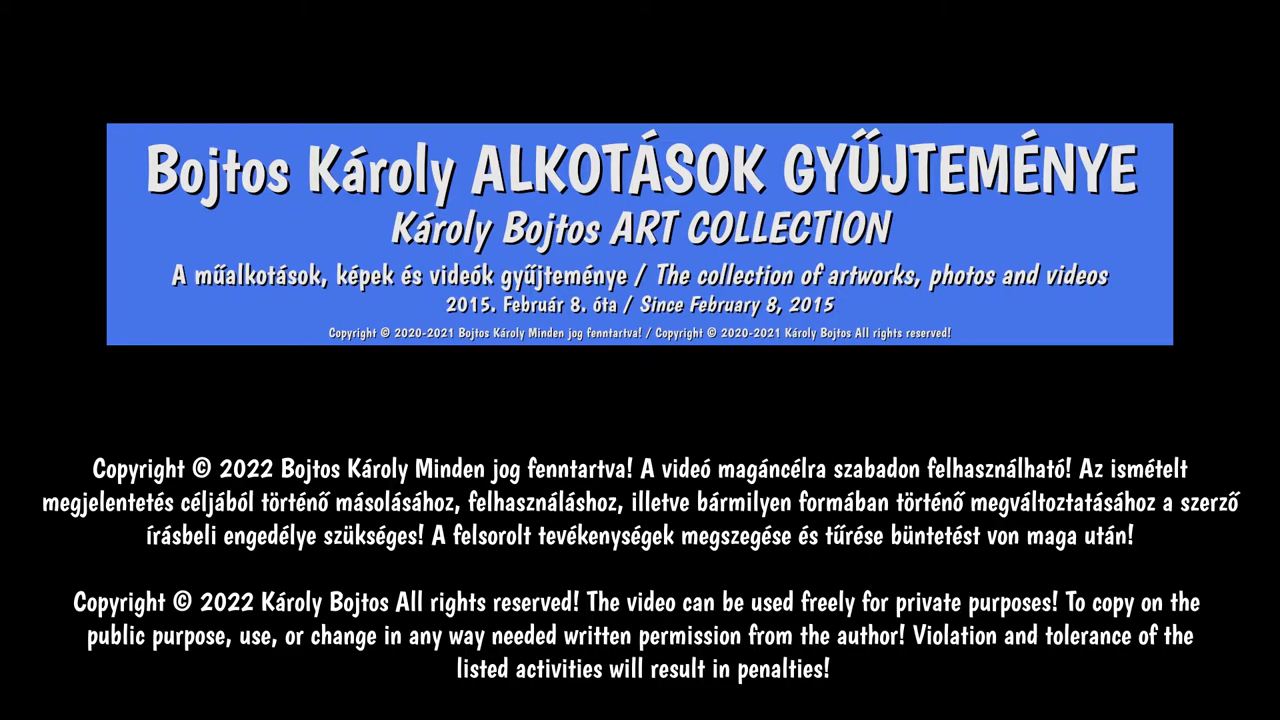 Bojtos Károly ALKOTÁSOK GYŰJTEMÉNYE
Károly Bojtos ART COLLECTION
A műalkotások, képek és videók gyűjteménye / The collection of artworks, photos and videos
2015. Február 8. óta / Since February 8, 2015
Copyright © 2020-2021 Bojtos Károly Minden jog fenntartva! / Copyright © 2020-2021 Károly Bojtos All rights reserved!
Copyright © 2022 Bojtos Károly Minden jog fenntartva! A videó magáncélra szabadon felhasználható! Az ismételt
megjelentetés céljából történő másolásához, felhasználáshoz, illetve bármilyen formában történő megváltoztatásához a szerző
írásbeli engedélye szükséges! A felsorolt tevékenységek megszegése és tűrése büntetést von maga után!
Copyright © 2022 Károly Bojtos All rights reserved! The video can be used freely for private purposes! To copy on the
public purpose, use, or change in any way needed written permission from the author! Violation and tolerance of the
listed activities will result in penalties!